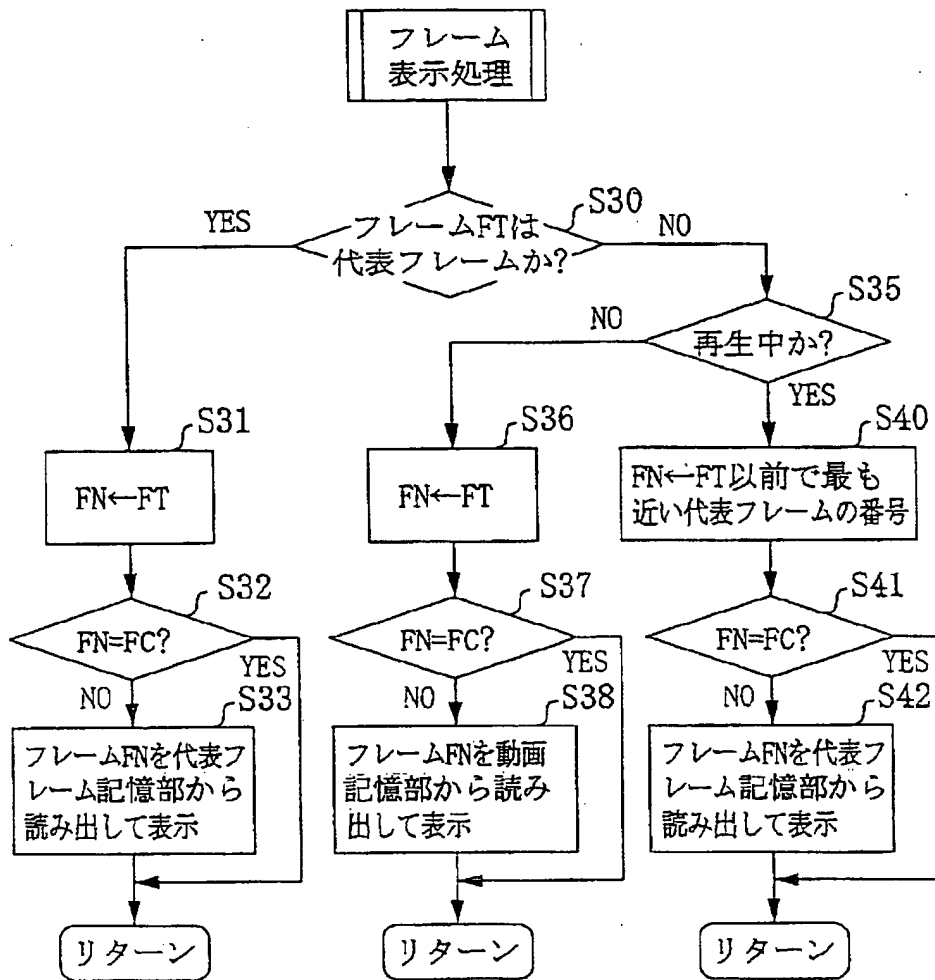 フレーム
表示処理
S30
YES
フレームFTは
代表フレームか?
NO
S35
NO
再生中か?
YES
S31
FN←FT
S36
FN←FT
S40
FN←FT以前で最も
近い代表フレームの番号
S32
FN=FC?
YES
NO
S37
FN=FC?
YES
NO
S41
FN=FC?
YES
NO
S33
フレームFNを代表フ
レーム記憶部から
読み出して表示
S38
フレームFNを動画
記憶部から読み
出して表示
S42
フレームFNを代表フ
レーム記憶部から
読み出して表示
リターン
リターン
リターン